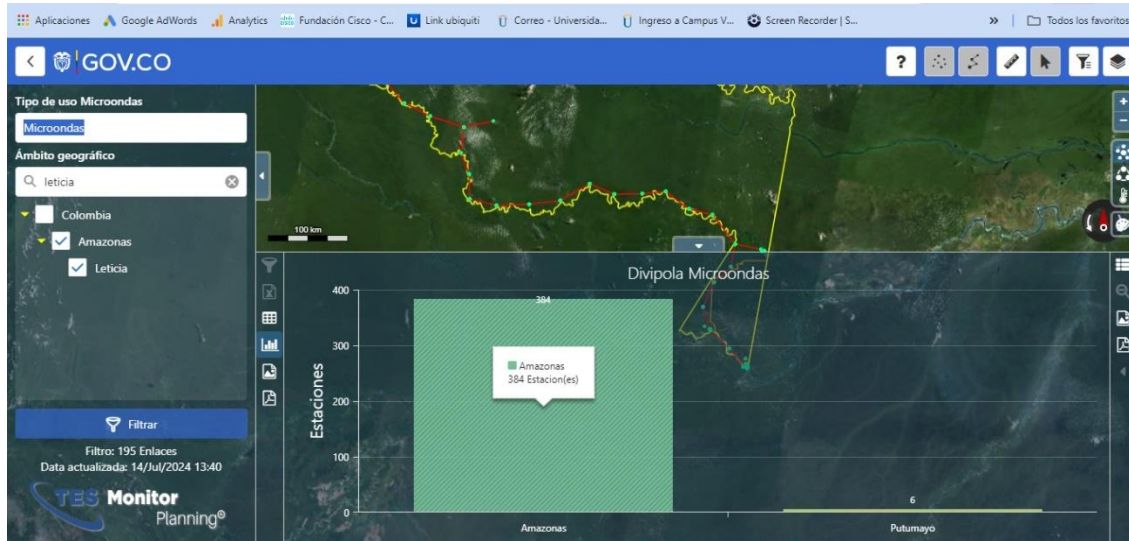 Aplicaciones
Google AdWords
Analytics
Fundación Cisco - C...
Link ubiquiti
Correo - Universida...
Ingreso a Campus V...
Screen Recorder | S...
»
Todos los favoritos
GOV.CO
?
Tipo de uso Microondas
Microondas
Ámbito geográfico
leticia
Colombia
Amazonas
Leticia
Filtrar
Filtro: 195 Enlaces
Data actualizada: 14/Jul/2024 13:40
TES Monitor
Planning®
100 km
Divipola Microondas
Estaciones
400
300
200
100
0
384
Amazonas
384 Estacion(es)
6
Amazonas
Putumayo